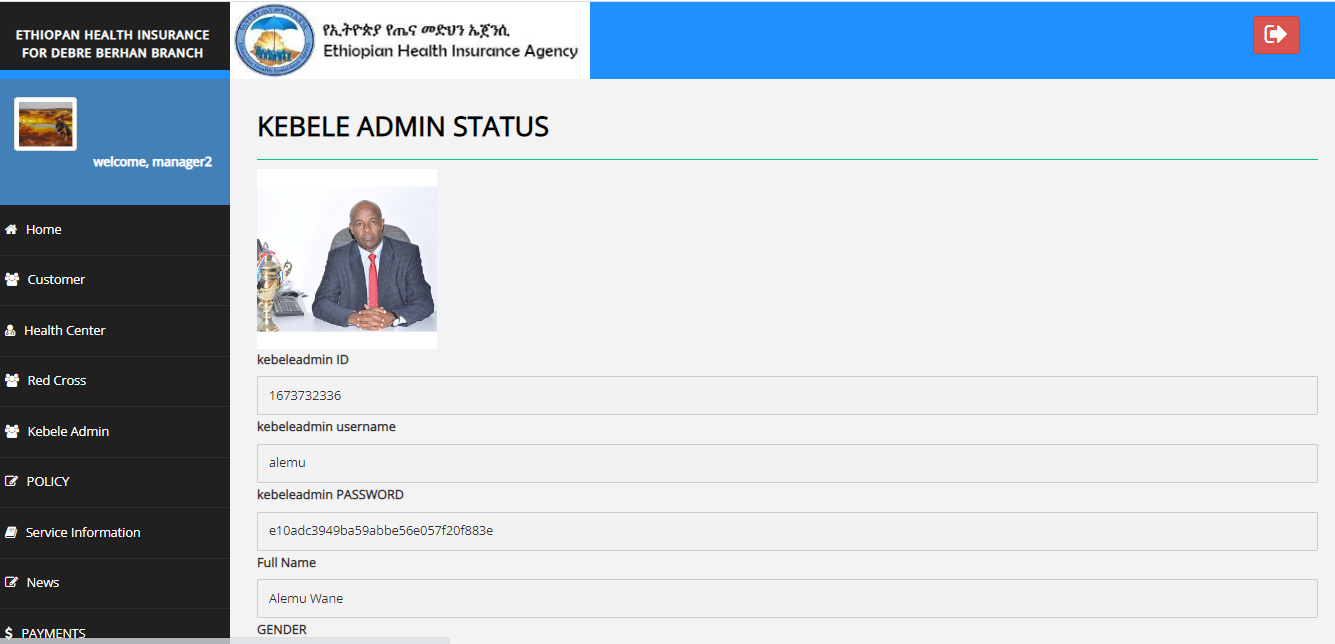 ETHIOPAN HEALTH INSURANCE
FOR DEBRE BERHAN BRANCH
የኢትዮጵያ የጤና መድህን ኤጀንሲ
Ethiopian Health Insurance Agency
welcome, manager2
Home
Customer
Health Center
Red Cross
Kebele Admin
POLICY
Service Information
News
PAYMENTS
KEBELE ADMIN STATUS
kebeleadmin ID
1673732336
kebeleadmin username
alemu
kebeleadmin PASSWORD
e10adc3949ba59abbe56e057f20f883e
Full Name
Alemu Wane
GENDER